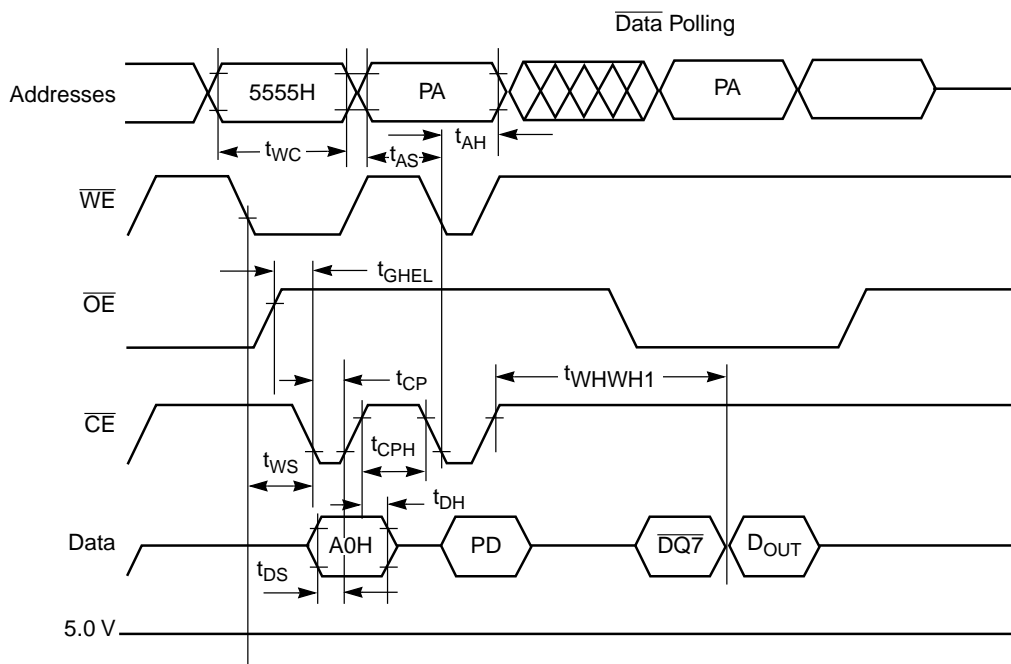 Data Polling
Addresses
5555H
PA
PA
tWC
tAS
tAH
WE
tGHEL
OE
tCP
tWHWH1
CE
tWS
tCPH
tDH
Data
A0H
PD
DQ7
DOUT
tDS
5.0 V